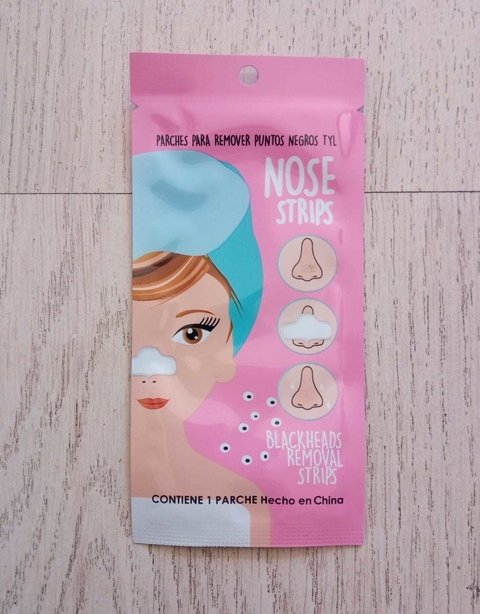 PARCHES PARA REMOVER PUNTOS NEGROS TYL
NOSE
STRIPS
BLACKHEADS
REMOVAL
STRIPS
CONTIENE 1 PARCHE Hecho en China